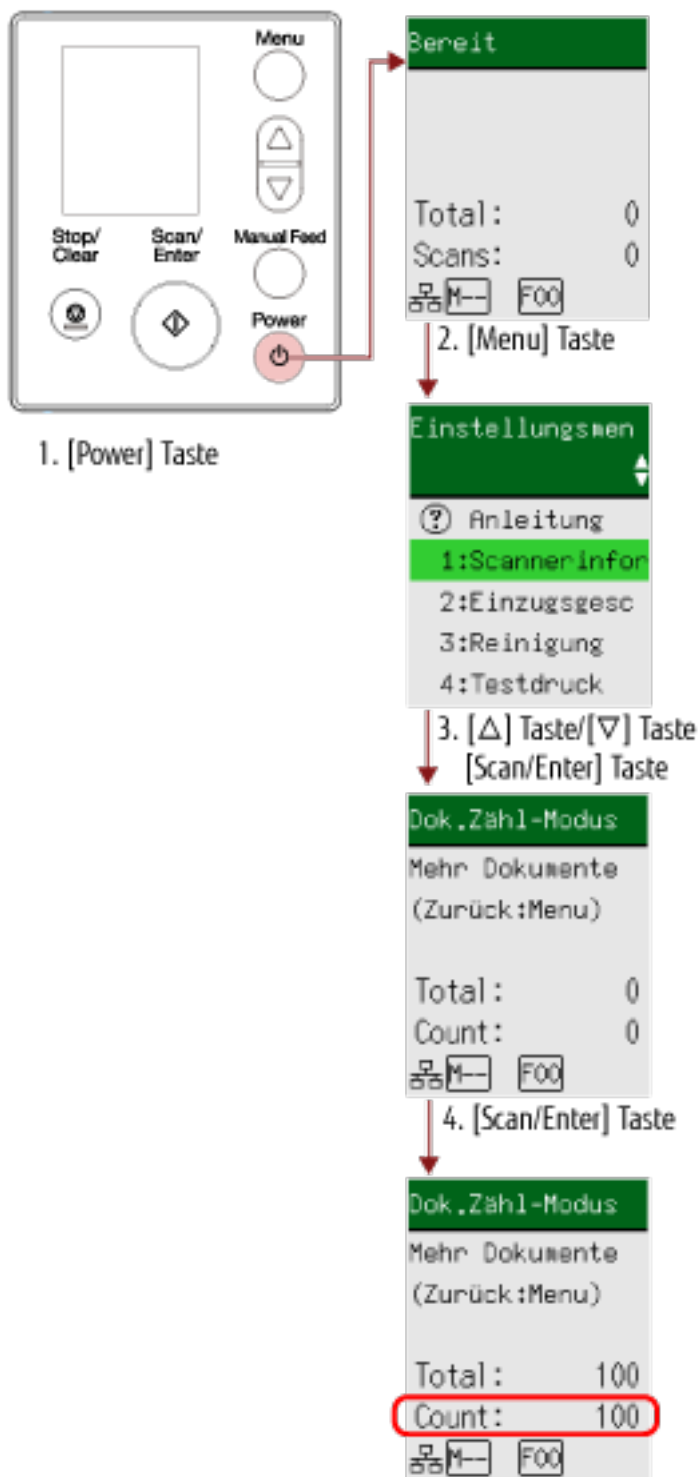 Menu
Stop/
Clear
Scan/
Enter
Manual Feed
Power
1. [Power] Taste
Bereit
Total: 0
Scans: 0
M-- F00
2. [Menu] Taste
Einstellungsmen
? Anleitung
1:Scannerinfor
2:Einzugsgesc
3:Reinigung
4:Testdruck
3. [△] Taste/[▽] Taste
[Scan/Enter] Taste
Dok.Zähl-Modus
Mehr Dokumente
(Zurück:Menu)
Total: 0
Count: 0
M-- F00
4. [Scan/Enter] Taste
Dok.Zähl-Modus
Mehr Dokumente
(Zurück:Menu)
Total: 100
Count: 100
M-- F00